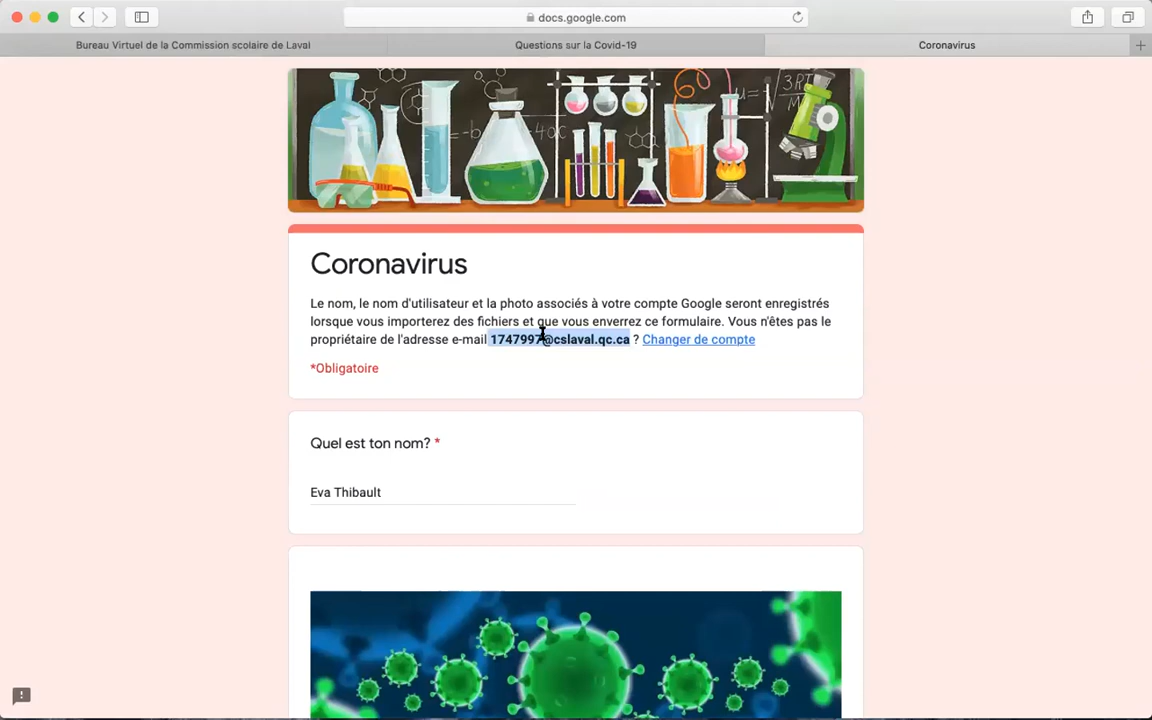 docs.google.com
Bureau Virtuel de la Commission scolaire de Laval
Questions sur la Covid-19
Coronavirus
Coronavirus
Le nom, le nom d'utilisateur et la photo associés à votre compte Google seront enregistrés
lorsque vous importerez des fichiers et que vous enverrez ce formulaire. Vous n'êtes pas le
propriétaire de l'adresse e-mail 1747997@cslaval.qc.ca ? Changer de compte
*Obligatoire
Quel est ton nom? *
Eva Thibault